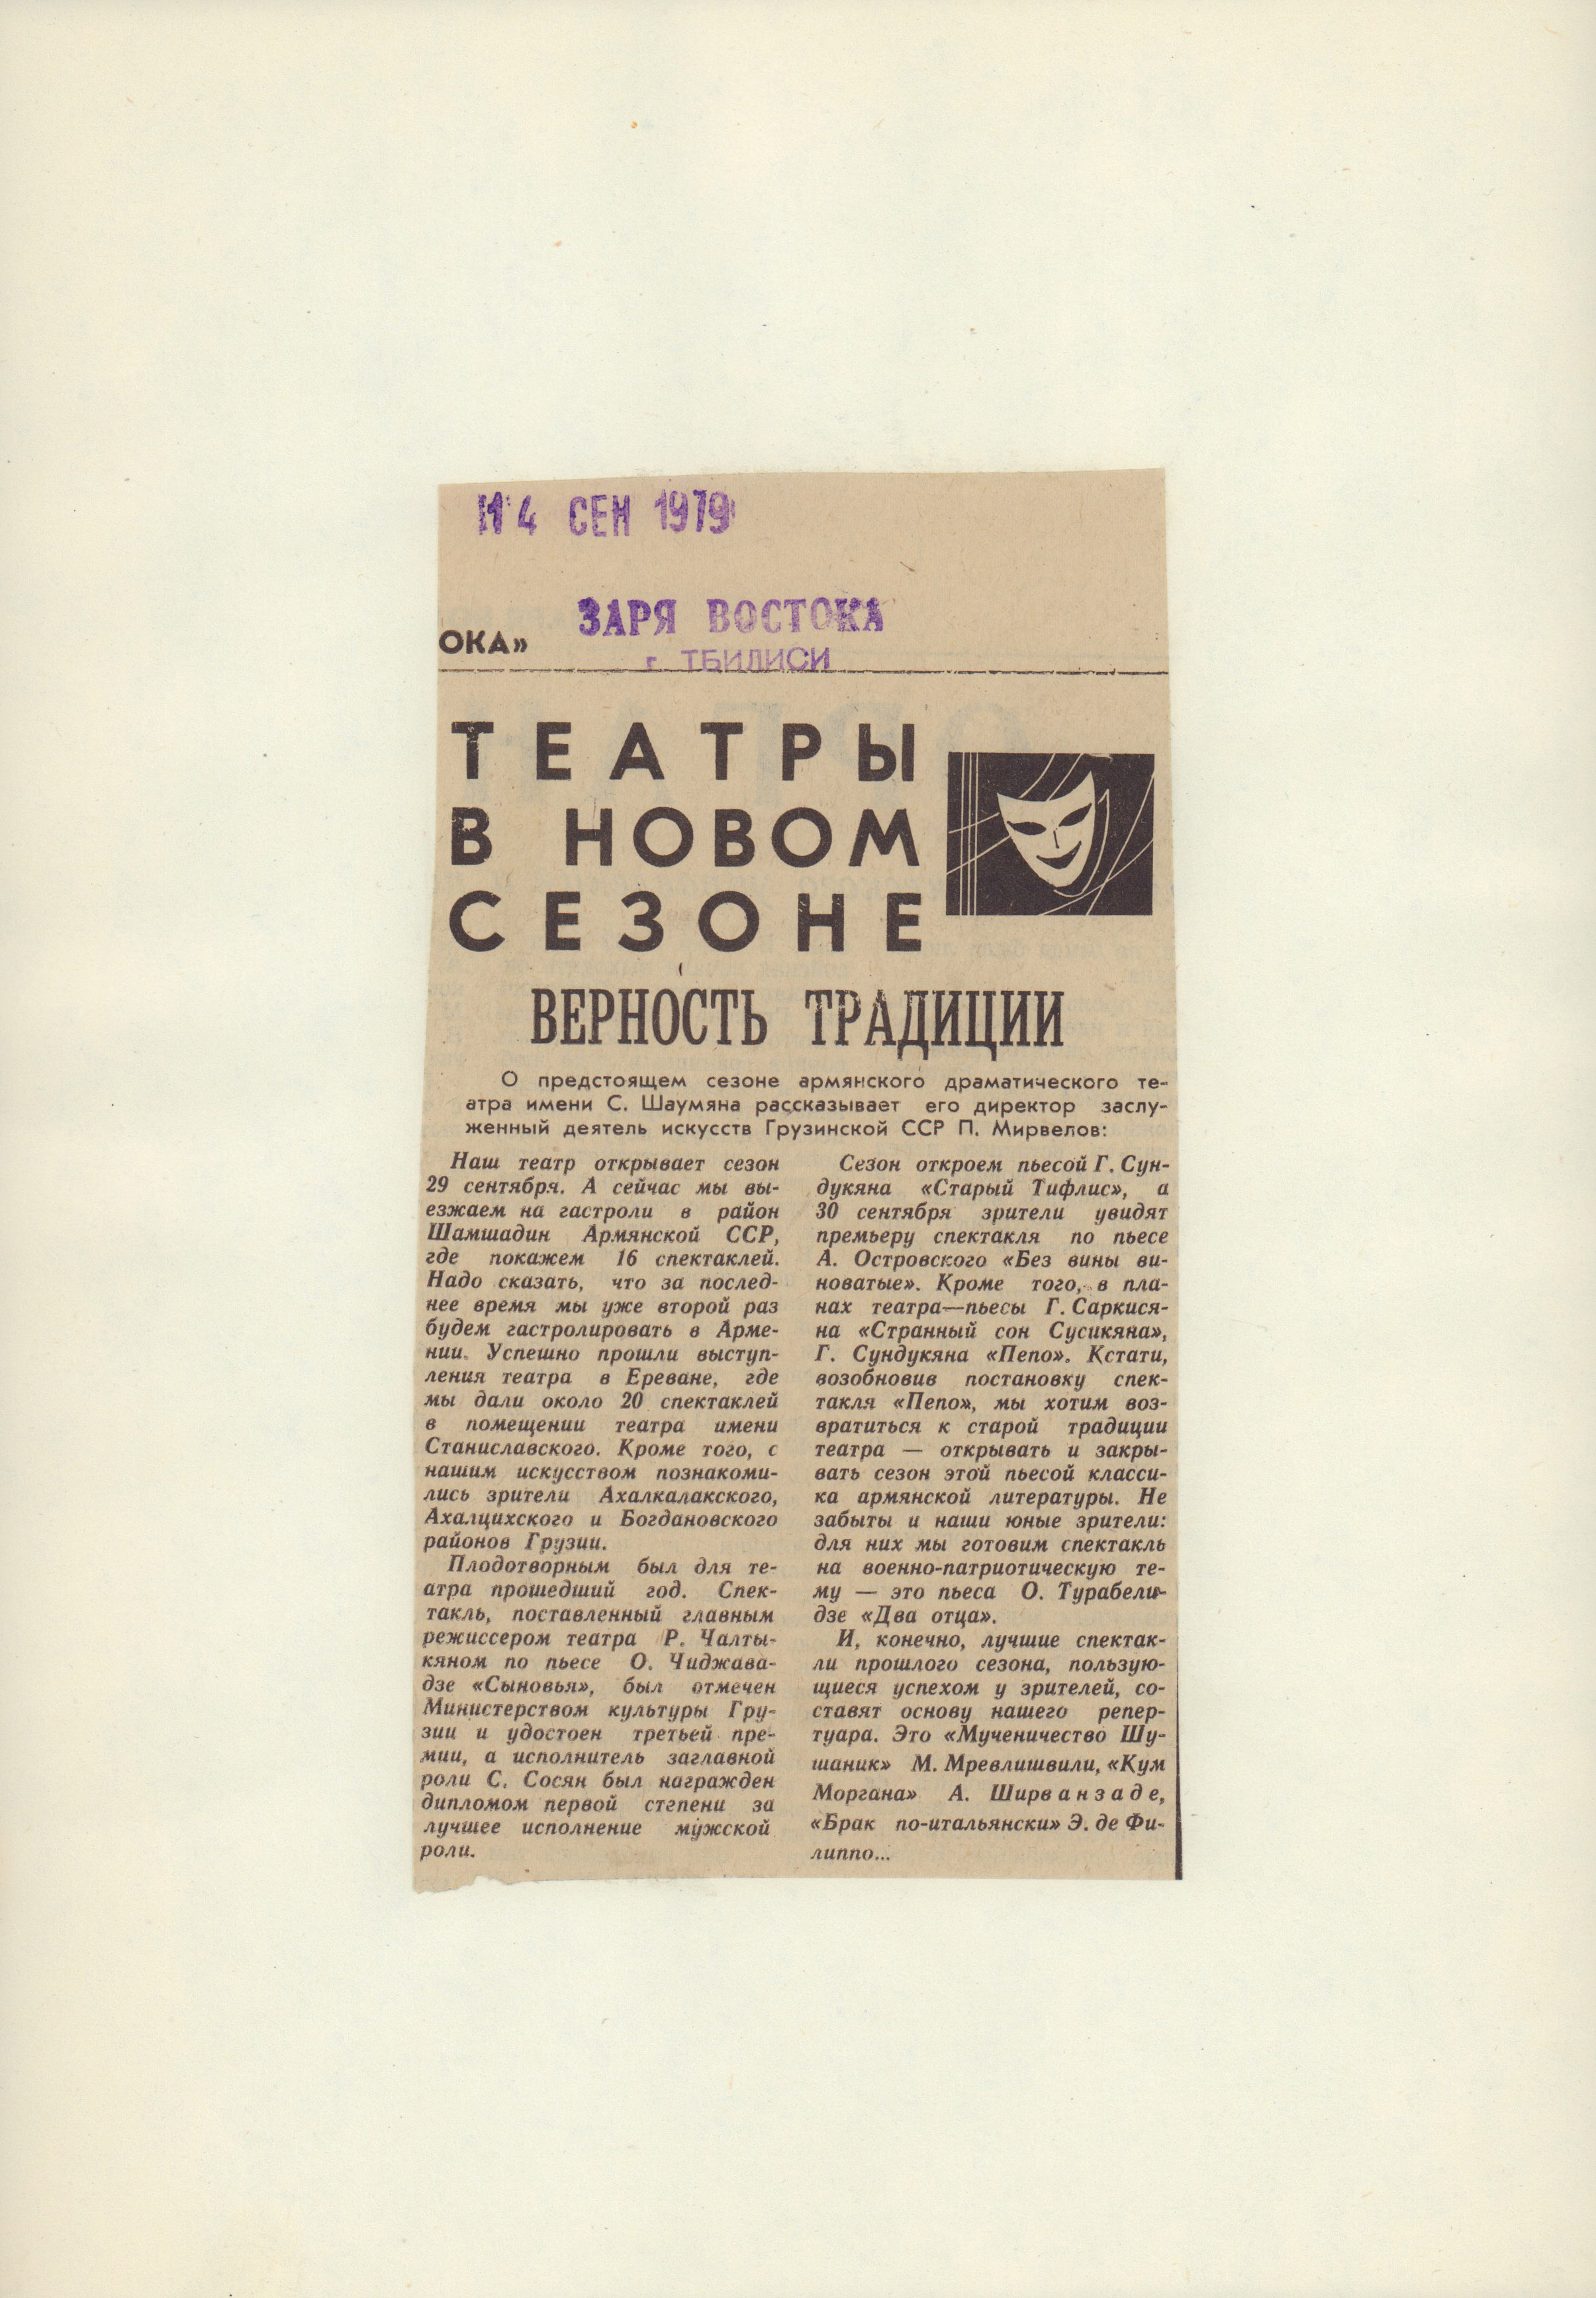 14 СЕН 1979
ЗАРЯ ВОСТОКА
г. ТБИЛИСИ
ОКА»
ТЕАТРЫ
В НОВОМ
СЕЗОНЕ
ВЕРНОСТЬ ТРАДИЦИИ
О предстоящем сезоне армянского драматического те-
атра имени С. Шаумяна рассказывает его директор заслу-
женный деятель искусств Грузинской ССР П. Мирвелов:
Наш театр открывает сезон
29 сентября. А сейчас мы вы-
езжаем на гастроли в район
Шамшадин Армянской ССР,
где покажем 16 спектаклей.
Надо сказать, что за послед-
нее время мы уже второй раз
будем гастролировать в Арме-
нии. Успешно прошли выступ-
ления театра в Ереване, где
мы дали около 20 спектаклей
в помещении театра имени
Станиславского. Кроме того, с
нашим искусством познакоми-
лись зрители Ахалкалакского,
Ахалцихского и Богдановского
районов Грузии.
Плодотворным был для те-
атра прошедший год. Спек-
такль, поставленный главным
режиссером театра Р. Чалты-
кяном по пьесе О. Чиджава-
дзе «Сыновья», был отмечен
Министерством культуры Гру-
зии и удостоен третьей пре-
мии, а исполнитель заглавной
роли С. Сосян был награжден
дипломом первой степени за
лучшее исполнение мужской
роли.
Сезон откроем пьесой Г. Сун-
дукяна «Старый Тифлис», а
30 сентября зрители увидят
премьеру спектакля по пьесе
А. Островского «Без вины ви-
новатые». Кроме того, в пла-
нах театра—пьесы Г. Саркися-
на «Странный сон Сусикяна»,
Г. Сундукяна «Пепо». Кстати,
возобновив постановку спек-
такля «Пепо», мы хотим воз-
вратиться к старой традиции
театра — открывать и закры-
вать сезон этой пьесой класси-
ка армянской литературы. Не
забыты и наши юные зрители:
для них мы готовим спектакль
на военно-патриотическую те-
му — это пьеса О. Турабели-
дзе «Два отца».
И, конечно, лучшие спектак-
ли прошлого сезона, пользую-
щиеся успехом у зрителей, со-
ставят основу нашего репер-
туара. Это «Мученичество Шу-
шаник» М. Мревлишвили, «Кум
Моргана» А. Ширванзаде,
«Брак по-итальянски» Э. де Фи-
липпо...